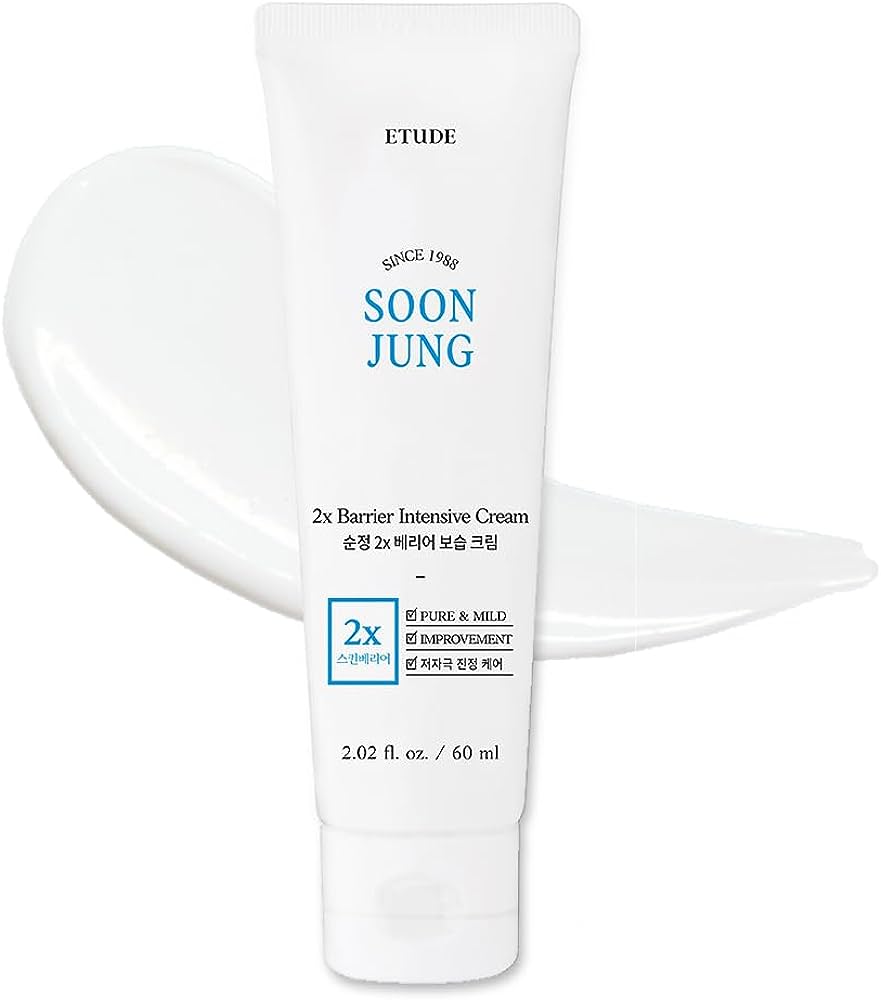 ETUDE
SINCE 1988
SOON
JUNG
2x Barrier Intensive Cream
순정 2x 베리어 보습 크림
2x
스킨베리어
PURE & MILD
IMPROVEMENT
저자극 진정 케어
2.02 fl. oz. / 60 ml